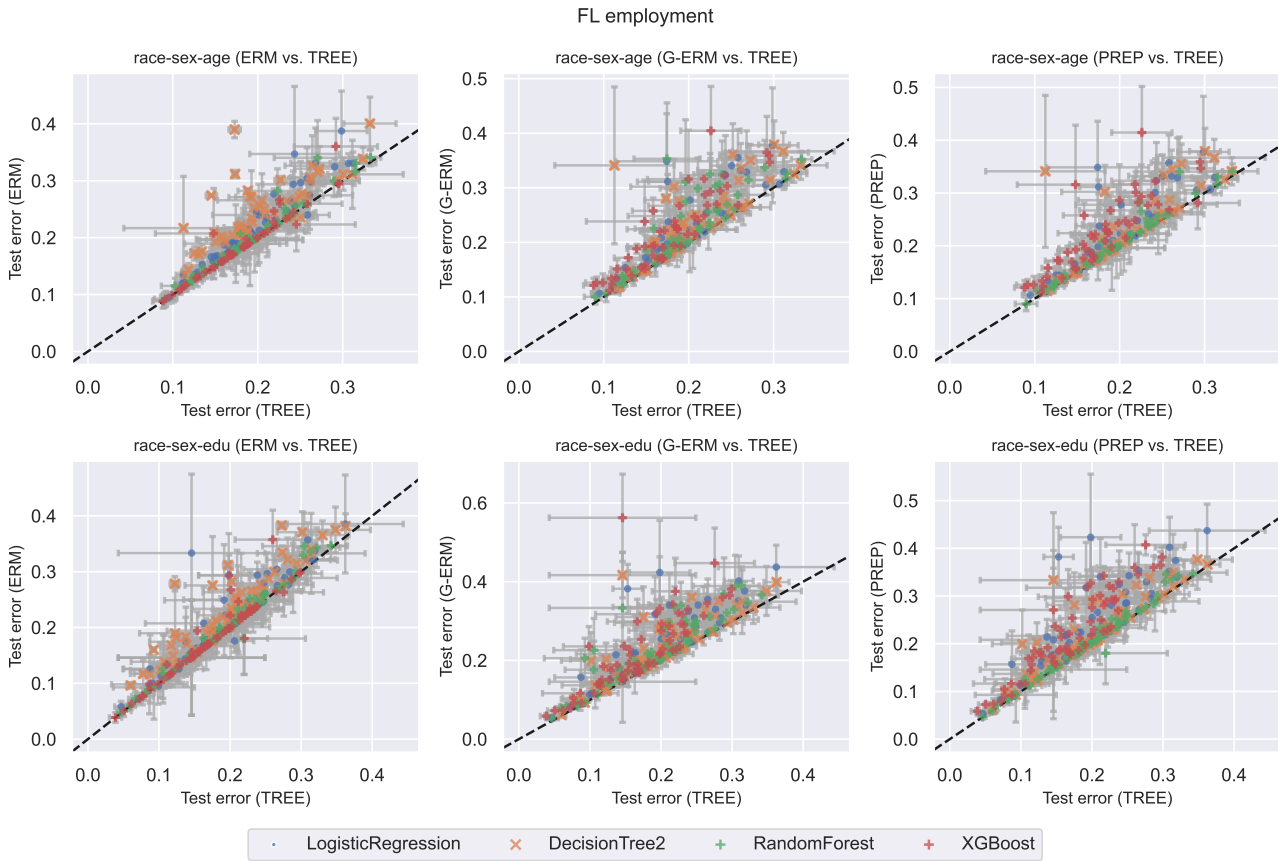 FL employment
race-sex-age (ERM vs. TREE)
Test error (ERM)
0.4
0.3
0.2
0.1
0.0
0.0 0.1 0.2 0.3
Test error (TREE)
race-sex-age (G-ERM vs. TREE)
Test error (G-ERM)
0.5
0.4
0.3
0.2
0.1
0.0
0.0 0.1 0.2 0.3
Test error (TREE)
race-sex-age (PREP vs. TREE)
Test error (PREP)
0.5
0.4
0.3
0.2
0.1
0.0
0.0 0.1 0.2 0.3
Test error (TREE)
race-sex-edu (ERM vs. TREE)
Test error (ERM)
0.4
0.3
0.2
0.1
0.0
0.0 0.1 0.2 0.3 0.4
Test error (TREE)
race-sex-edu (G-ERM vs. TREE)
Test error (G-ERM)
0.6
0.4
0.2
0.0
0.0 0.1 0.2 0.3 0.4
Test error (TREE)
race-sex-edu (PREP vs. TREE)
Test error (PREP)
0.5
0.4
0.3
0.2
0.1
0.0
0.0 0.1 0.2 0.3 0.4
Test error (TREE)
LogisticRegression DecisionTree2 RandomForest XGBoost